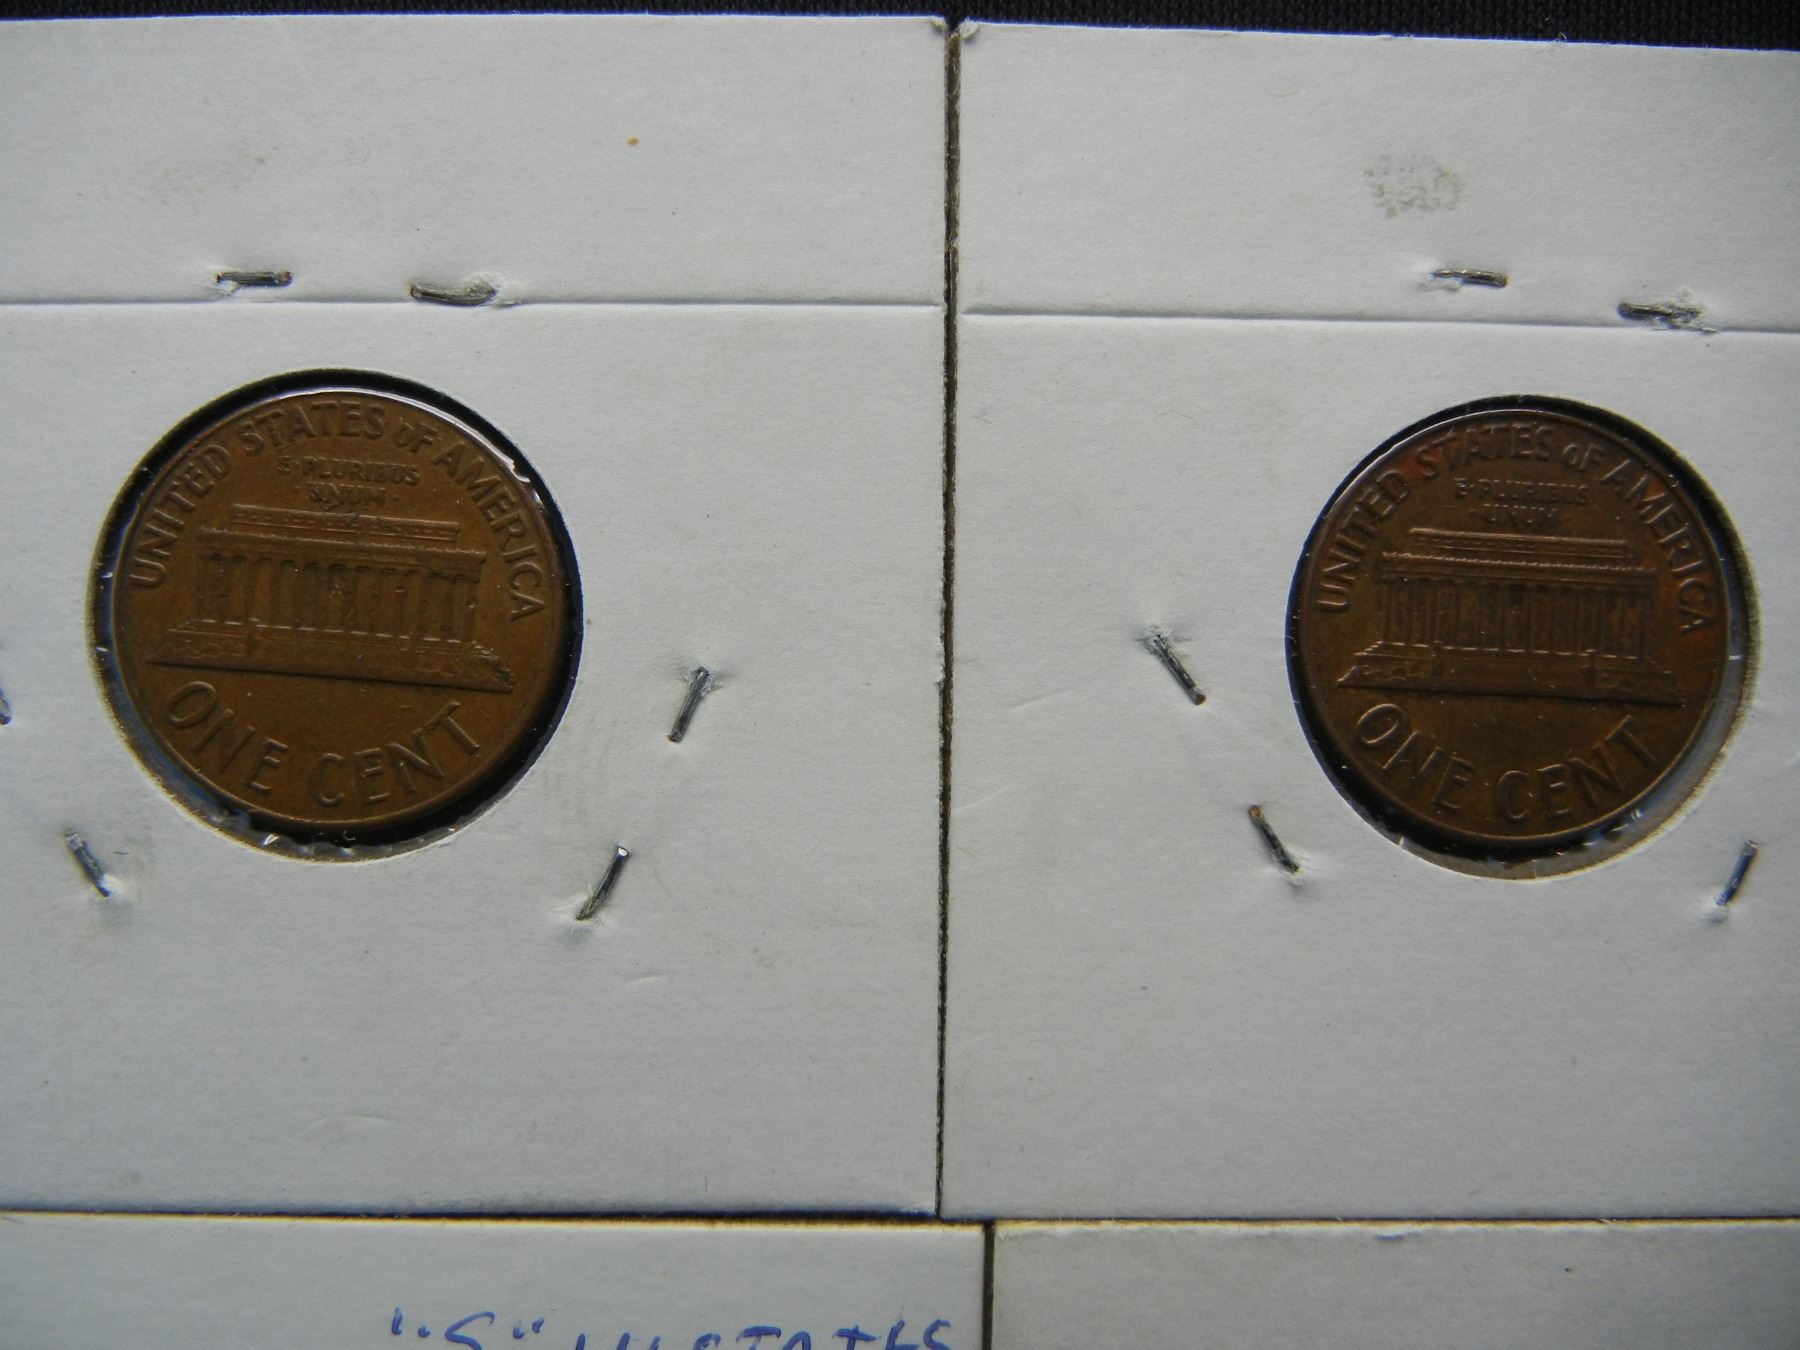 UNITED STATES OF AMERICA
E·PLURIBUS
·UNUM·
ONE CENT
UNITED STATES OF AMERICA
E·PLURIBUS
·UNUM·
ONE CENT
"S"